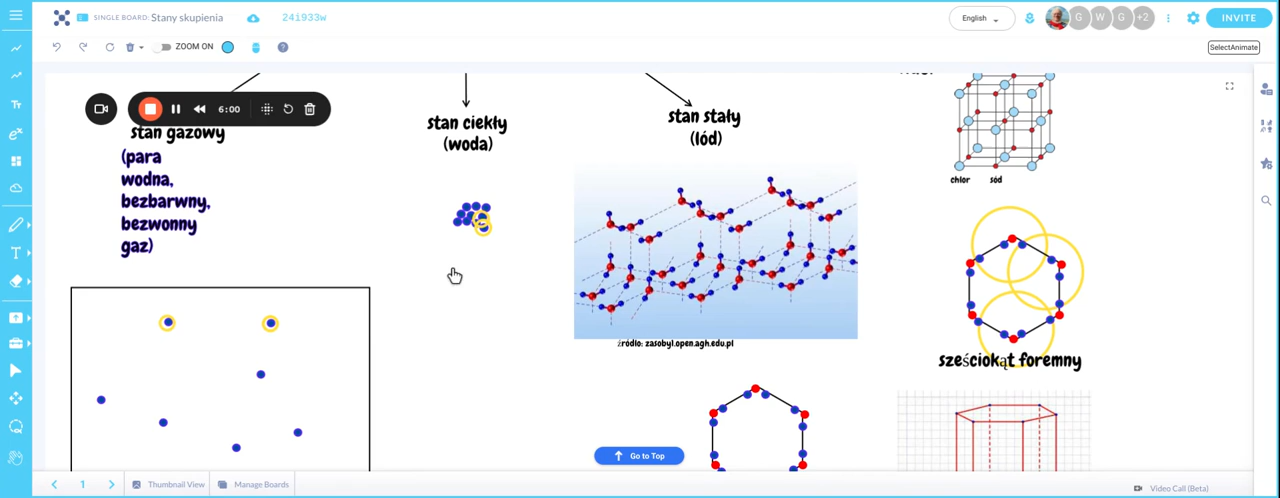 SINGLE BOARD: Stany skupienia
24i933w
English
G W G +2
INVITE
ZOOM ON
SelectAnimate
6:00
stan gazowy
(para
wodna,
bezbarwny,
bezwonny
gaz)
stan ciekły
(woda)
stan stały
(lód)
chlor sód
źródło: zasobyl.open.agh.edu.pl
sześciokąt foremny
Go to Top
1
Thumbnail View
Manage Boards
Video Call (Beta)